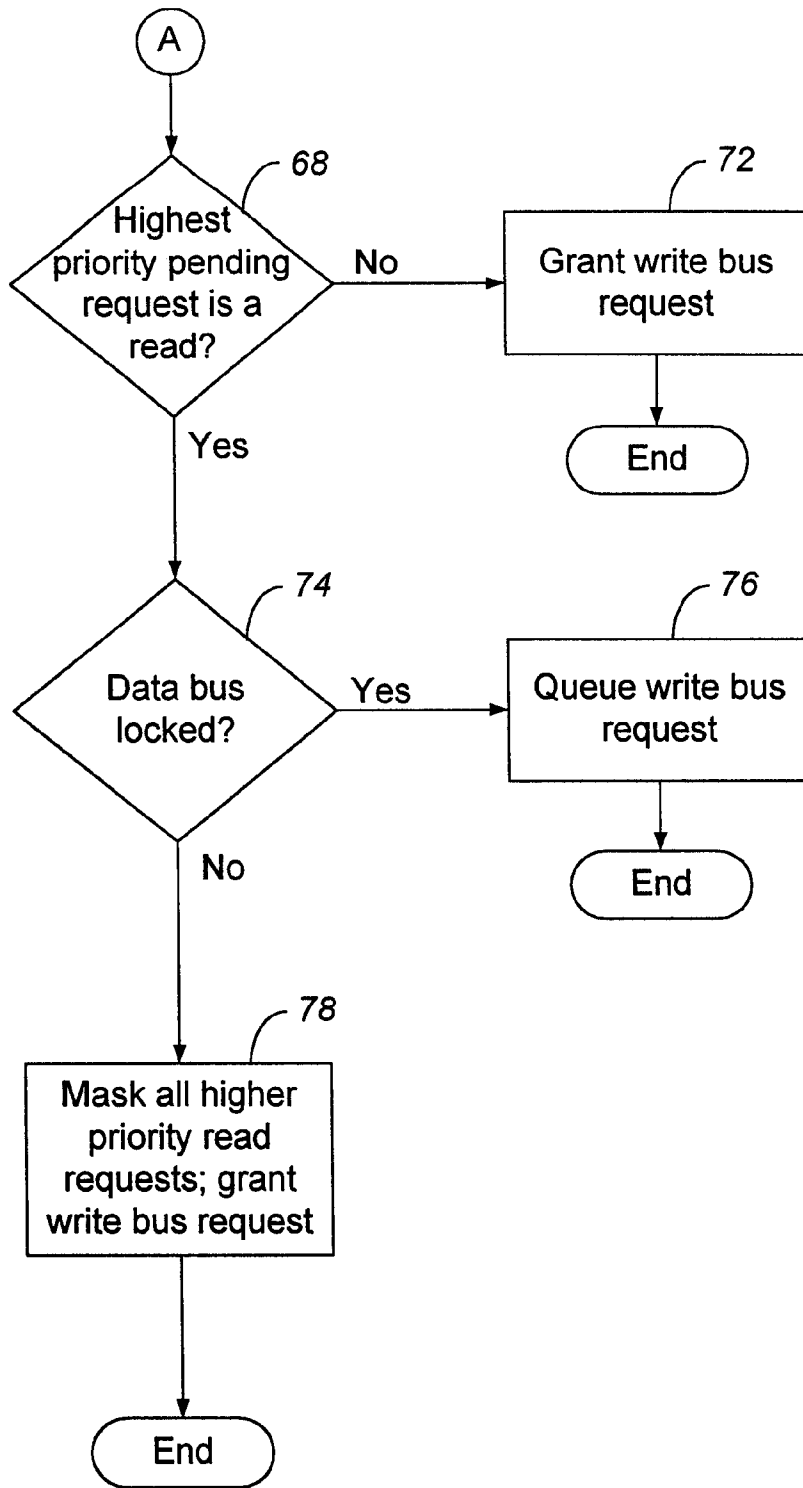 A
68
Highest
priority pending
request is a
read?
No
72
Grant write bus
request
End
Yes
74
Data bus
locked?
Yes
76
Queue write bus
request
End
No
78
Mask all higher
priority read
requests; grant
write bus request
End